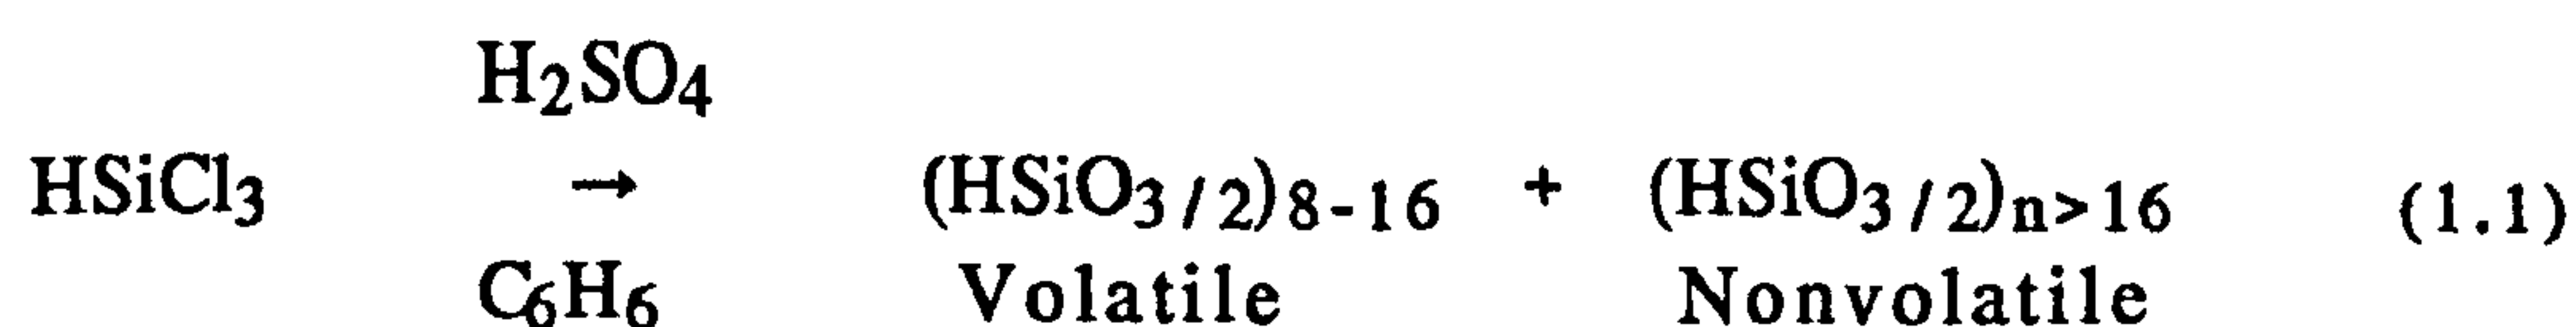 H2SO4
HSiCl3 → (HSiO3/2)8-16 + (HSiO3/2)n>16 (1.1)
C6H6 Volatile Nonvolatile